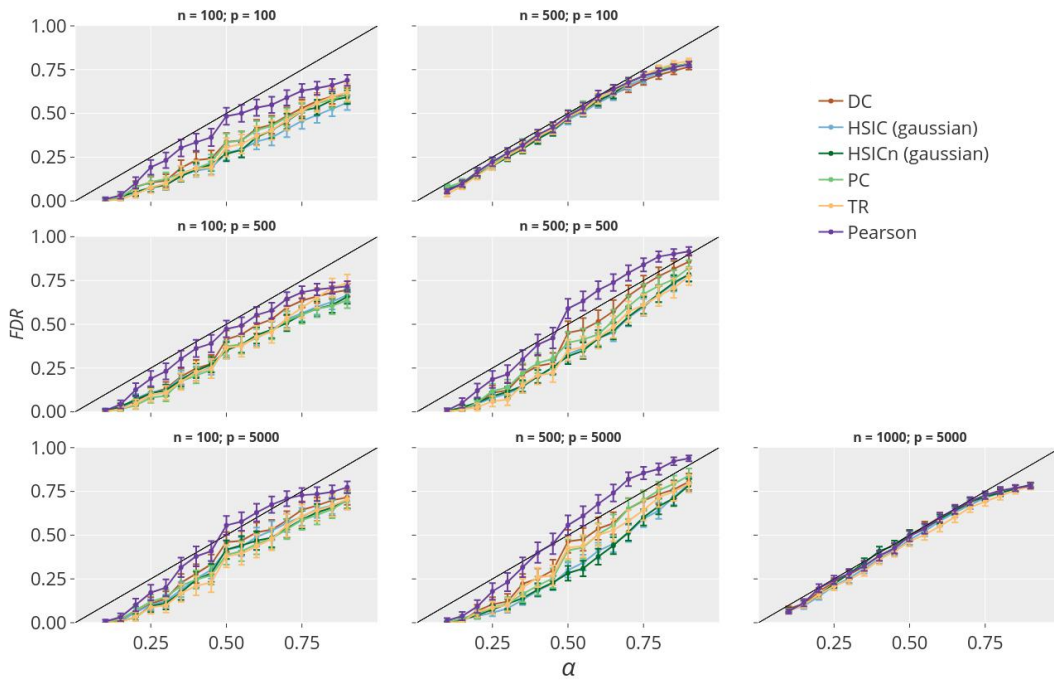 n = 100; p = 100
n = 500; p = 100
1.00
0.75
0.50
0.25
0.00
DC
HSIC (gaussian)
HSICn (gaussian)
PC
TR
Pearson
n = 100; p = 500
n = 500; p = 500
1.00
0.75
0.50
0.25
0.00
FDR
n = 100; p = 5000
n = 500; p = 5000
n = 1000; p = 5000
1.00
0.75
0.50
0.25
0.00
0.25 0.50 0.75
0.25 0.50 0.75
0.25 0.50 0.75
α